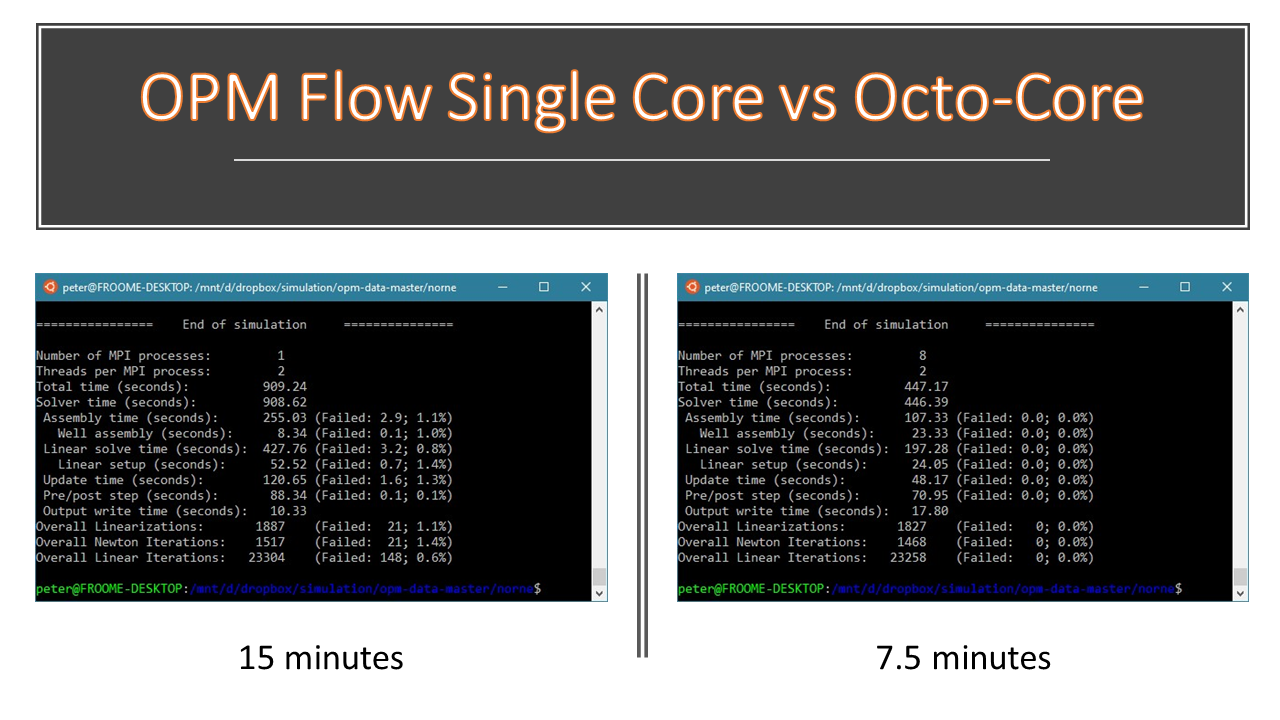 OPM Flow Single Core vs Octo-Core
peter@FROOME-DESKTOP: /mnt/d/dropbox/simulation/opm-data-master/norne
================ End of simulation ===============
Number of MPI processes: 1
Threads per MPI process: 2
Total time (seconds): 909.24
Solver time (seconds): 908.62
Assembly time (seconds): 255.03 (Failed: 2.9; 1.1%)
Well assembly (seconds): 8.34 (Failed: 0.1; 1.0%)
Linear solve time (seconds): 427.76 (Failed: 3.2; 0.8%)
Linear setup (seconds): 52.52 (Failed: 0.7; 1.4%)
Update time (seconds): 120.65 (Failed: 1.6; 1.3%)
Pre/post step (seconds): 88.34 (Failed: 0.1; 0.1%)
Output write time (seconds): 10.33
Overall Linearizations: 1887 (Failed: 21; 1.1%)
Overall Newton Iterations: 1517 (Failed: 21; 1.4%)
Overall Linear Iterations: 23304 (Failed: 148; 0.6%)
peter@FROOME-DESKTOP:/mnt/d/dropbox/simulation/opm-data-master/norne$
15 minutes
peter@FROOME-DESKTOP: /mnt/d/dropbox/simulation/opm-data-master/norne
================ End of simulation ===============
Number of MPI processes: 8
Threads per MPI process: 2
Total time (seconds): 447.17
Solver time (seconds): 446.39
Assembly time (seconds): 107.33 (Failed: 0.0; 0.0%)
Well assembly (seconds): 23.33 (Failed: 0.0; 0.0%)
Linear solve time (seconds): 197.28 (Failed: 0.0; 0.0%)
Linear setup (seconds): 24.05 (Failed: 0.0; 0.0%)
Update time (seconds): 48.17 (Failed: 0.0; 0.0%)
Pre/post step (seconds): 70.95 (Failed: 0.0; 0.0%)
Output write time (seconds): 17.80
Overall Linearizations: 1827 (Failed: 0; 0.0%)
Overall Newton Iterations: 1468 (Failed: 0; 0.0%)
Overall Linear Iterations: 23258 (Failed: 0; 0.0%)
peter@FROOME-DESKTOP:/mnt/d/dropbox/simulation/opm-data-master/norne$
7.5 minutes